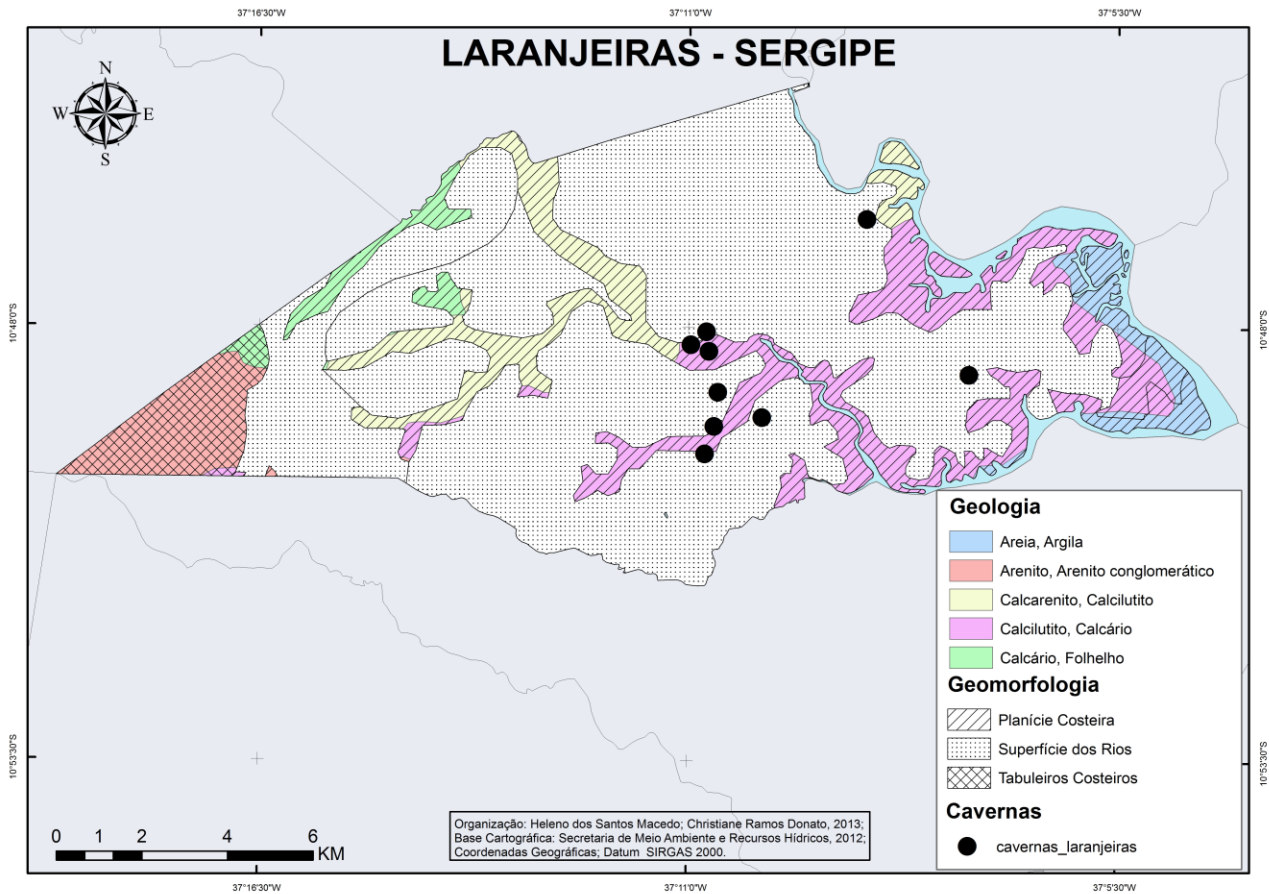 37°16'30"W 37°11'0"W 37°5'30"W
LARANJEIRAS - SERGIPE
N
W E
S
10°48'0"S 10°48'0"S
Geologia
Areia, Argila
Arenito, Arenito conglomerático
Calcarenito, Calcilutito
Calcilutito, Calcário
Calcário, Folhelho
Geomorfologia
Planície Costeira
Superfície dos Rios
Tabuleiros Costeiros
10°53'30"S 10°53'30"S
Cavernas
cavernas_laranjeiras
0 1 2 4 6
KM
Organização: Heleno dos Santos Macedo; Christiane Ramos Donato, 2013;
Base Cartográfica: Secretaria de Meio Ambiente e Recursos Hídricos, 2012;
Coordenadas Geográficas; Datum SIRGAS 2000.
37°16'30"W 37°11'0"W 37°5'30"W